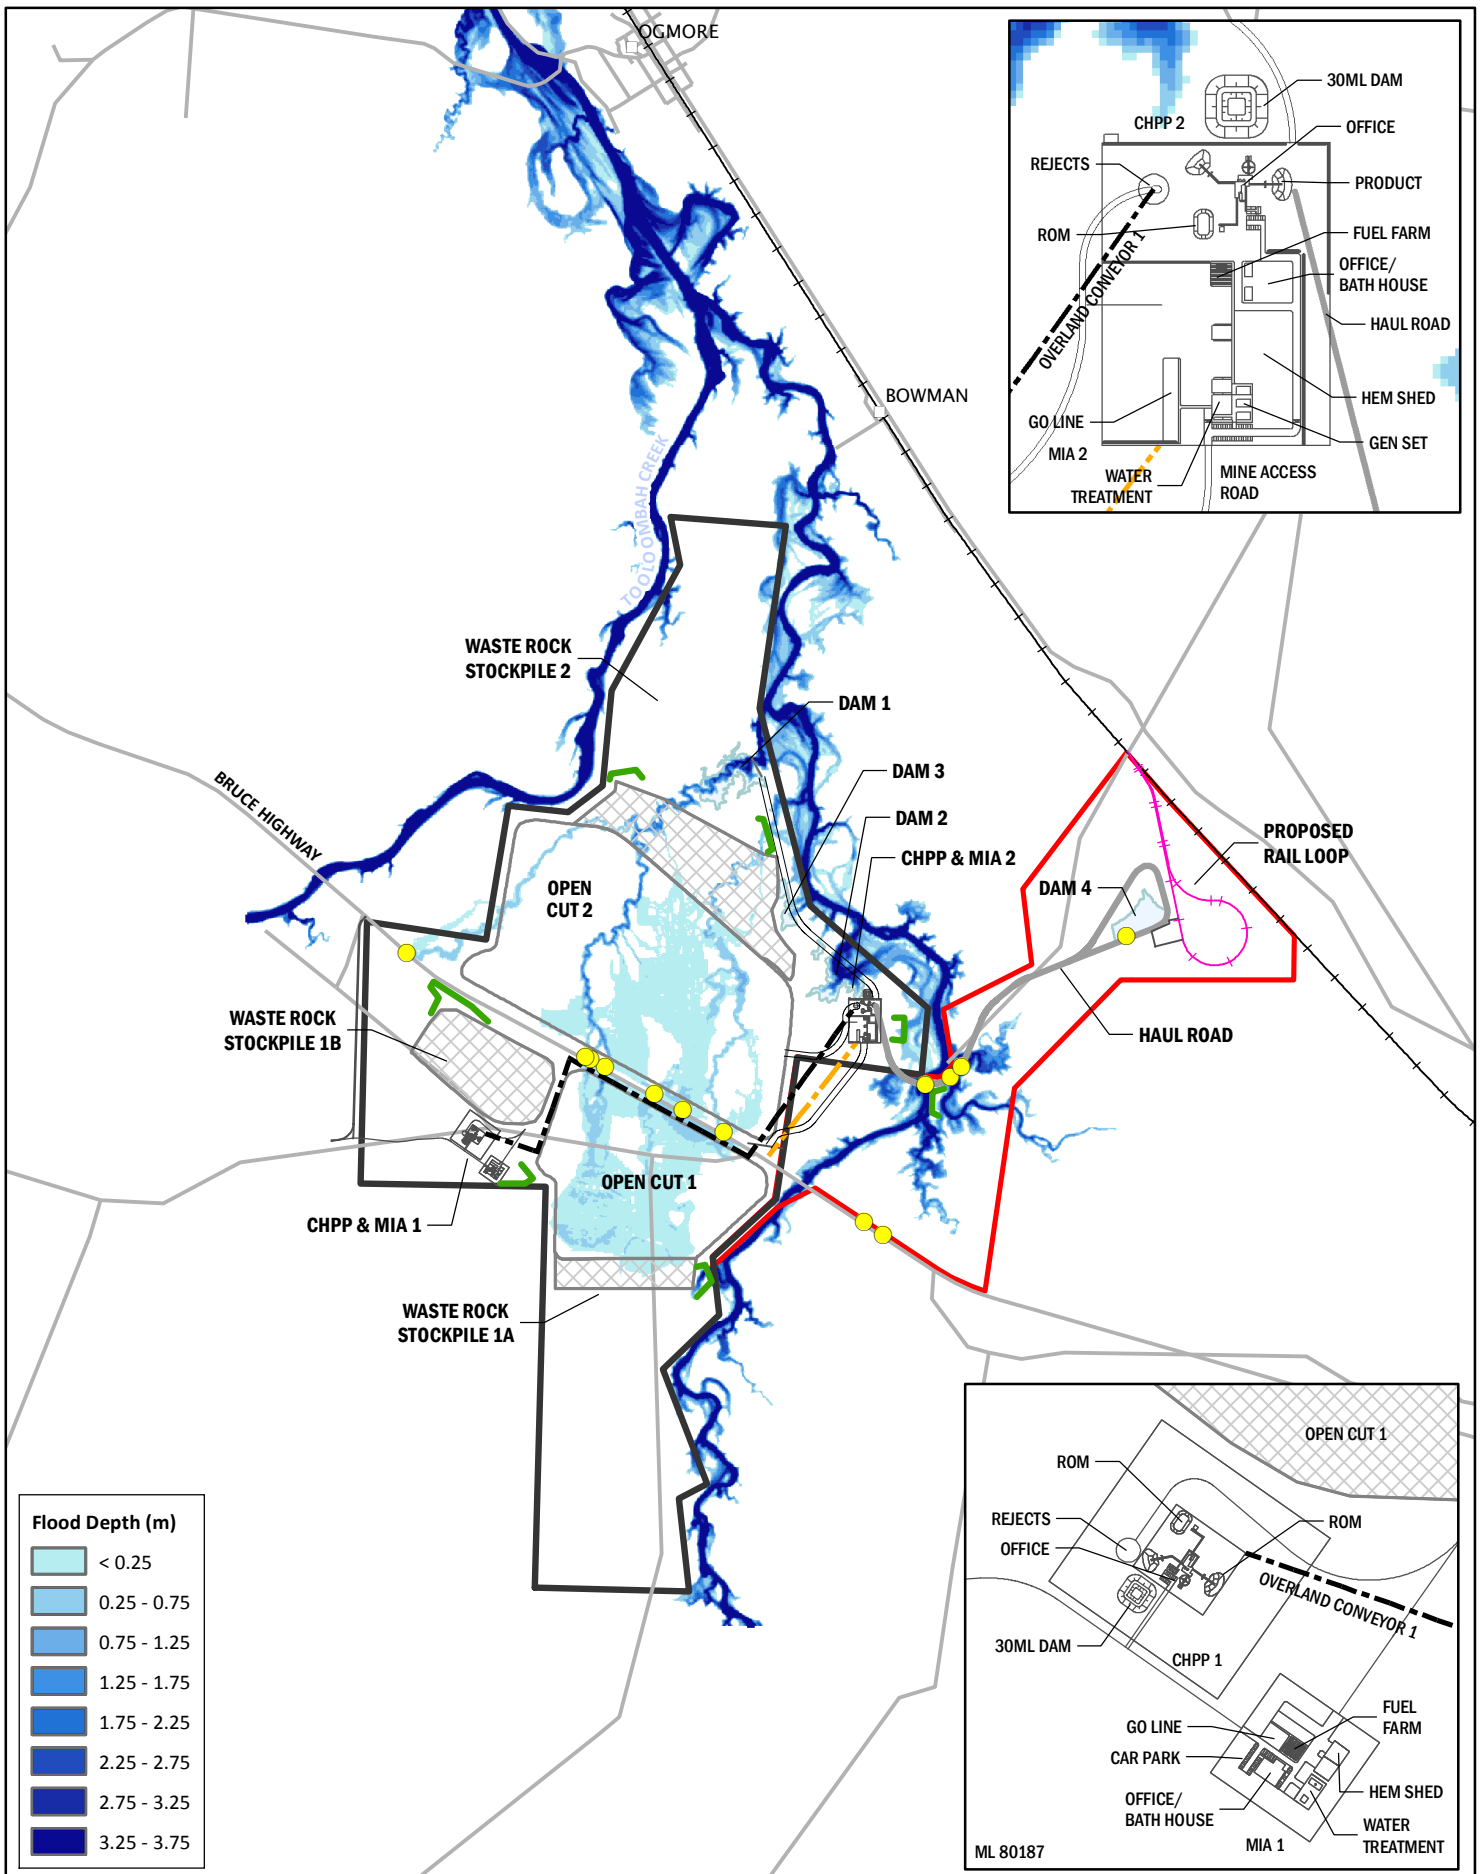 OGMORE
BOWMAN
TOOLOOMBAH CREEK
WASTE ROCK
STOCKPILE 2
DAM 1
DAM 3
DAM 2
CHPP & MIA 2
BRUCE HIGHWAY
OPEN
CUT 2
PROPOSED
RAIL LOOP
DAM 4
WASTE ROCK
STOCKPILE 1B
HAUL ROAD
OPEN CUT 1
CHPP & MIA 1
WASTE ROCK
STOCKPILE 1A
30ML DAM
CHPP 2
OFFICE
REJECTS
PRODUCT
ROM
FUEL FARM
OFFICE/
BATH HOUSE
OVERLAND CONVEYOR 1
HAUL ROAD
HEM SHED
GO LINE
GEN SET
MIA 2
WATER
TREATMENT
MINE ACCESS
ROAD
OPEN CUT 1
ROM
REJECTS
ROM
OFFICE
OVERLAND CONVEYOR 1
30ML DAM
CHPP 1
FUEL
FARM
GO LINE
CAR PARK
HEM SHED
OFFICE/
BATH HOUSE
WATER
TREATMENT
MIA 1
ML 80187
Flood Depth (m)
< 0.25
0.25 - 0.75
0.75 - 1.25
1.25 - 1.75
1.75 - 2.25
2.25 - 2.75
2.75 - 3.25
3.25 - 3.75